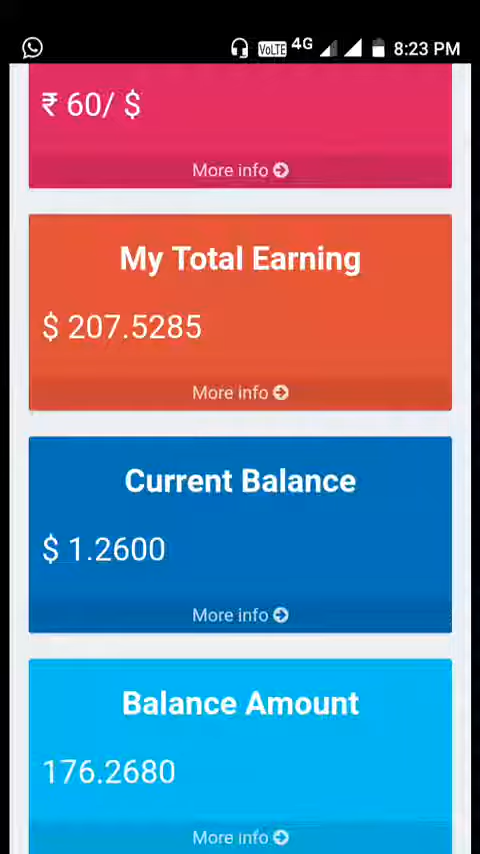 VoLTE 4G 8:23 PM
₹ 60/ $
More info
My Total Earning
$ 207.5285
More info
Current Balance
$ 1.2600
More info
Balance Amount
176.2680
More info